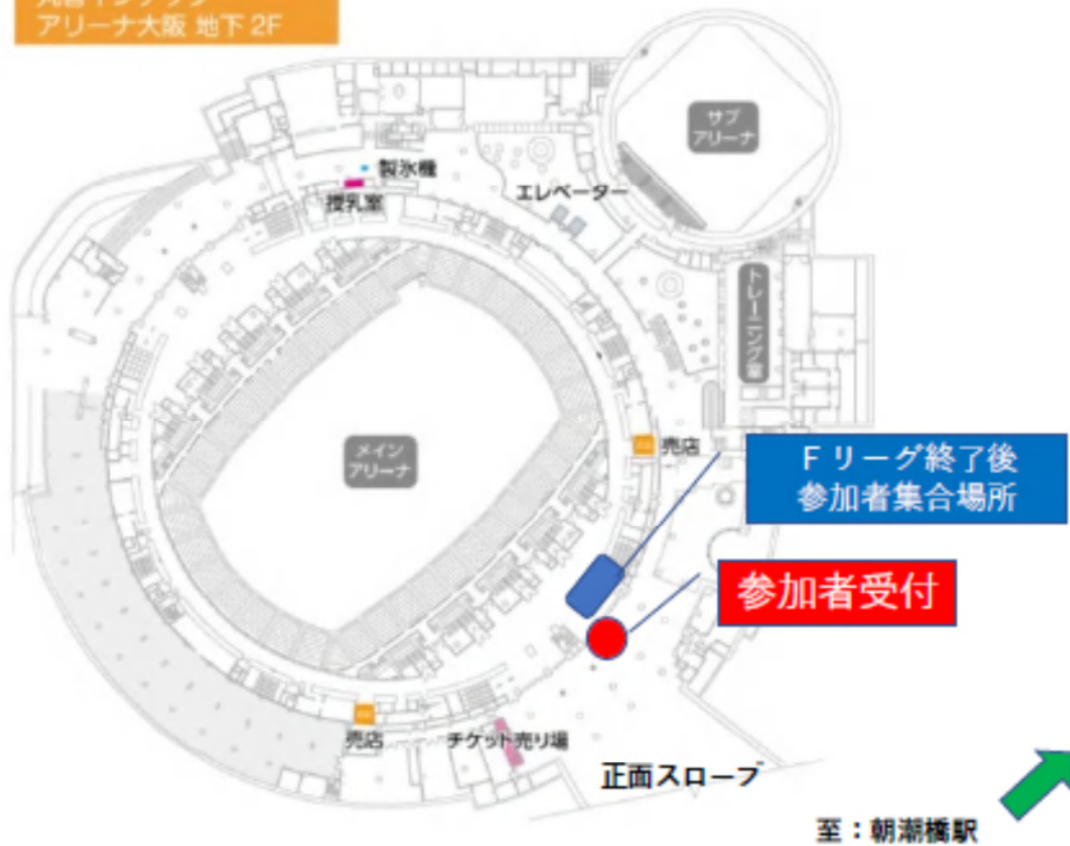 アリーナ大阪 地下2F
サブ
アリーナ
製氷機
授乳室
エレベーター
トレーニング室
メイン
アリーナ
売店
Fリーグ終了後
参加者集合場所
参加者受付
売店
チケット売り場
正面スロープ
至：朝潮橋駅